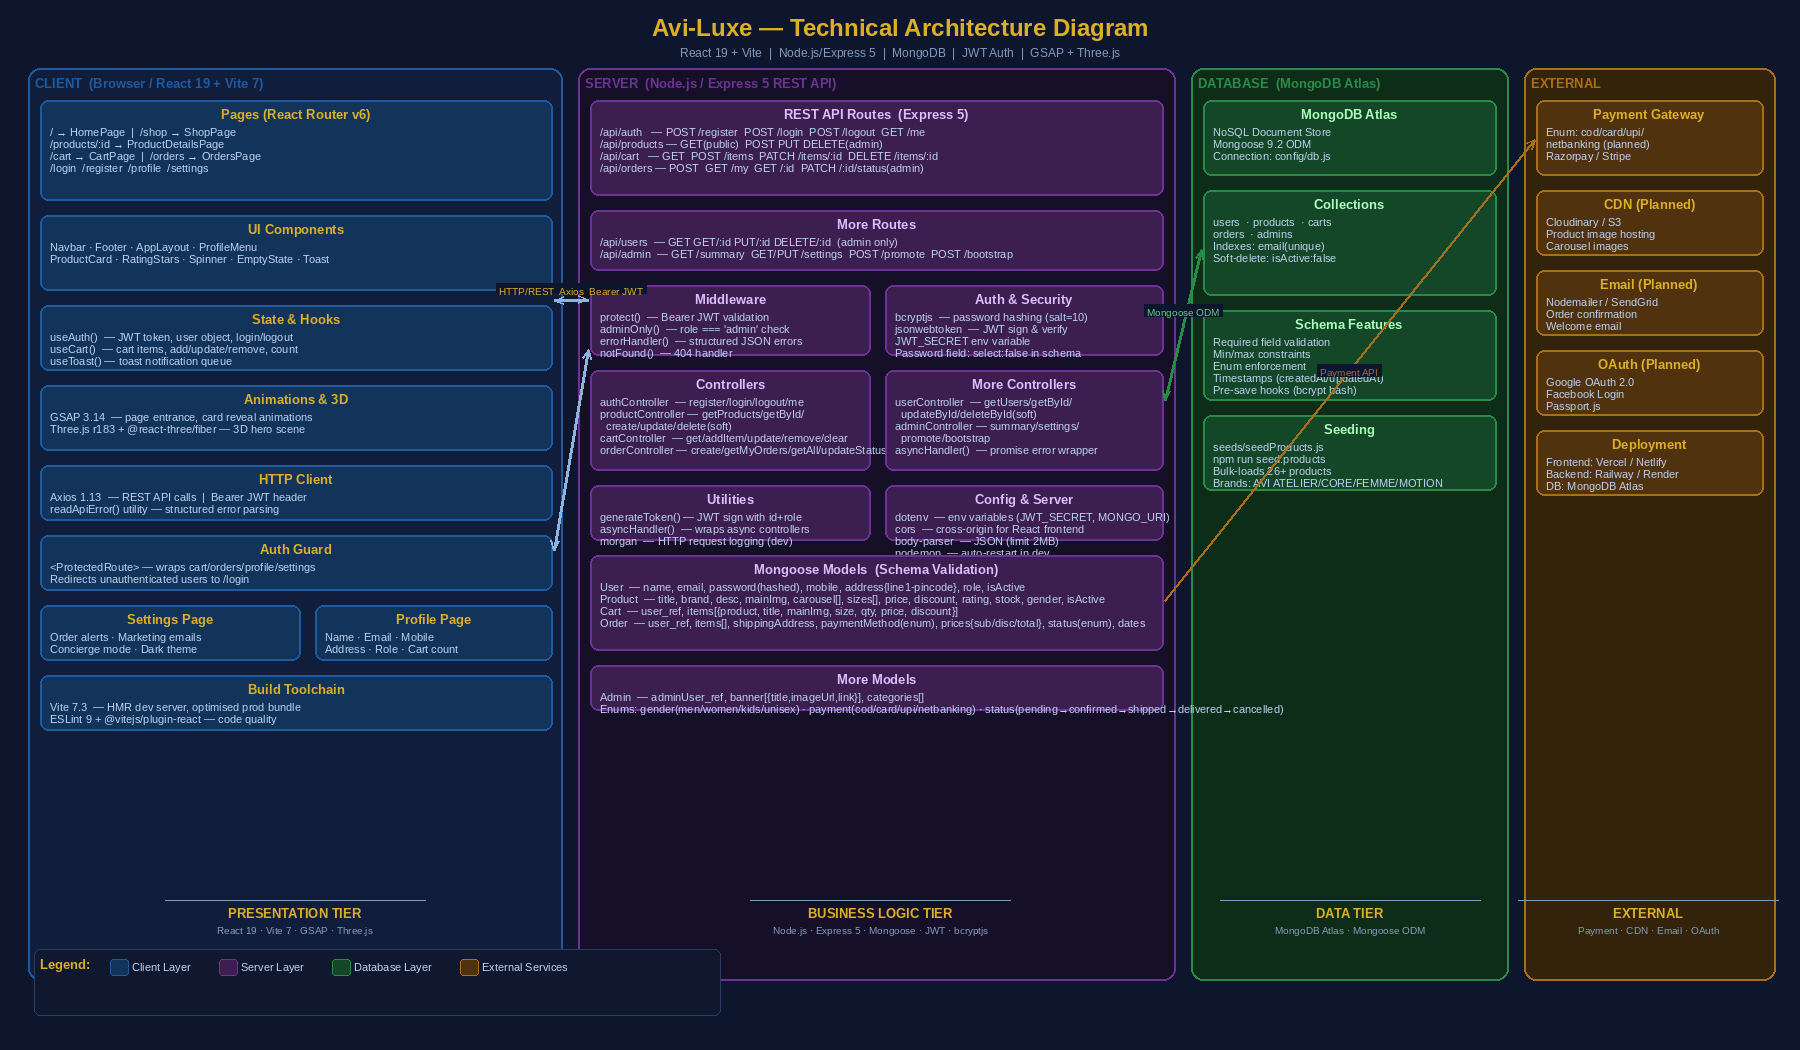 Avi-Luxe — Technical Architecture Diagram
React 19 + Vite | Node.js/Express 5 | MongoDB | JWT Auth | GSAP + Three.js
CLIENT (Browser / React 19 + Vite 7)
Pages (React Router v6)
/ → HomePage | /shop → ShopPage
/products/:id → ProductDetailsPage
/cart → CartPage | /orders → OrdersPage
/login /register /profile /settings
UI Components
Navbar · Footer · AppLayout · ProfileMenu
ProductCard · RatingStars · Spinner · EmptyState · Toast
State & Hooks
useAuth() — JWT token, user object, login/logout
useCart() — cart items, add/update/remove, count
useToast() — toast notification queue
Animations & 3D
GSAP 3.14 — page entrance, card reveal animations
Three.js r183 + @react-three/fiber — 3D hero scene
HTTP Client
Axios 1.13 — REST API calls | Bearer JWT header
readApiError() utility — structured error parsing
Auth Guard
<ProtectedRoute> — wraps cart/orders/profile/settings
Redirects unauthenticated users to /login
Settings Page
Order alerts · Marketing emails
Concierge mode · Dark theme
Profile Page
Name · Email · Mobile
Address · Role · Cart count
Build Toolchain
Vite 7.3 — HMR dev server, optimised prod bundle
ESLint 9 + @vitejs/plugin-react — code quality
PRESENTATION TIER
React 19 · Vite 7 · GSAP · Three.js
HTTP/REST Axios Bearer JWT
SERVER (Node.js / Express 5 REST API)
REST API Routes (Express 5)
/api/auth — POST /register POST /login POST /logout GET /me
/api/products — GET(public) POST PUT DELETE(admin)
/api/cart — GET POST /items PATCH /items/:id DELETE /items/:id
/api/orders — POST GET /my GET /:id PATCH /:id/status(admin)
More Routes
/api/users — GET GET/:id PUT/:id DELETE/:id (admin only)
/api/admin — GET /summary GET/PUT /settings POST /promote POST /bootstrap
Middleware
protect() — Bearer JWT validation
adminOnly() — role === 'admin' check
errorHandler() — structured JSON errors
notFound() — 404 handler
Auth & Security
bcryptjs — password hashing (salt=10)
jsonwebtoken — JWT sign & verify
JWT_SECRET env variable
Password field: select:false in schema
Controllers
authController — register/login/logout/me
productController — getProducts/getById/
create/update/delete(soft)
cartController — get/addItem/update/remove/clear
orderController — create/getMyOrders/getAll/updateStatus
More Controllers
userController — getUsers/getById/
updateById/deleteById(soft)
adminController — summary/settings/
promote/bootstrap
asyncHandler() — promise error wrapper
Utilities
generateToken() — JWT sign with id+role
asyncHandler() — wraps async controllers
morgan — HTTP request logging (dev)
Config & Server
dotenv — env variables (JWT_SECRET, MONGO_URI)
cors — cross-origin for React frontend
body-parser — JSON (limit 2MB)
nodemon — auto-restart in dev
Mongoose Models (Schema Validation)
User — name, email, password(hashed), mobile, address{line1-pincode}, role, isActive
Product — title, brand, desc, mainImg, carousel[], sizes[], price, discount, rating, stock, gender, isActive
Cart — user_ref, items[{product, title, mainImg, size, qty, price, discount}]
Order — user_ref, items[], shippingAddress, paymentMethod(enum), prices{sub/disc/total}, status(enum), dates
More Models
Admin — adminUser_ref, banner[{title,imageUrl,link}], categories[]
Enums: gender(men/women/kids/unisex) · payment(cod/card/upi/netbanking) · status(pending→confirmed→shipped→delivered→cancelled)
BUSINESS LOGIC TIER
Node.js · Express 5 · Mongoose · JWT · bcryptjs
Mongoose ODM
DATABASE (MongoDB Atlas)
MongoDB Atlas
NoSQL Document Store
Mongoose 9.2 ODM
Connection: config/db.js
Collections
users · products · carts
orders · admins
Indexes: email(unique)
Soft-delete: isActive:false
Schema Features
Required field validation
Min/max constraints
Enum enforcement
Timestamps (createdAt/updatedAt)
Pre-save hooks (bcrypt hash)
Payment API
Seeding
seeds/seedProducts.js
npm run seed:products
Bulk-loads 26+ products
Brands: AVI ATELIER/CORE/FEMME/MOTION
DATA TIER
MongoDB Atlas · Mongoose ODM
EXTERNAL
Payment Gateway
Enum: cod/card/upi/
netbanking (planned)
Razorpay / Stripe
CDN (Planned)
Cloudinary / S3
Product image hosting
Carousel images
Email (Planned)
Nodemailer / SendGrid
Order confirmation
Welcome email
OAuth (Planned)
Google OAuth 2.0
Facebook Login
Passport.js
Deployment
Frontend: Vercel / Netlify
Backend: Railway / Render
DB: MongoDB Atlas
EXTERNAL
Payment · CDN · Email · OAuth
Legend:
Client Layer
Server Layer
Database Layer
External Services